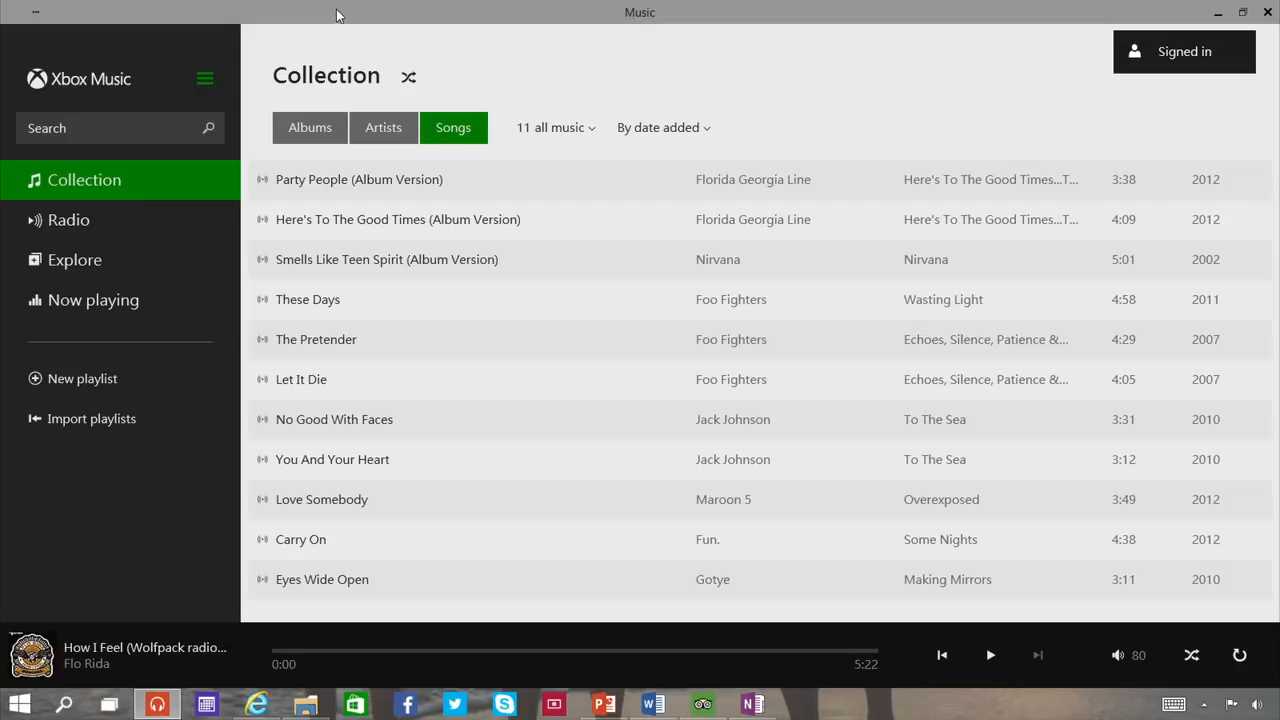 Music
Xbox Music
Search
Collection
Radio
Explore
Now playing
New playlist
Import playlists
Collection
Signed in
Albums Artists Songs 11 all music By date added
Party People (Album Version) Florida Georgia Line Here's To The Good Times...T... 3:38 2012
Here's To The Good Times (Album Version) Florida Georgia Line Here's To The Good Times...T... 4:09 2012
Smells Like Teen Spirit (Album Version) Nirvana Nirvana 5:01 2002
These Days Foo Fighters Wasting Light 4:58 2011
The Pretender Foo Fighters Echoes, Silence, Patience &... 4:29 2007
Let It Die Foo Fighters Echoes, Silence, Patience &... 4:05 2007
No Good With Faces Jack Johnson To The Sea 3:31 2010
You And Your Heart Jack Johnson To The Sea 3:12 2010
Love Somebody Maroon 5 Overexposed 3:49 2012
Carry On Fun. Some Nights 4:38 2012
Eyes Wide Open Gotye Making Mirrors 3:11 2010
How I Feel (Wolfpack radio...
Flo Rida
0:00 5:22
80